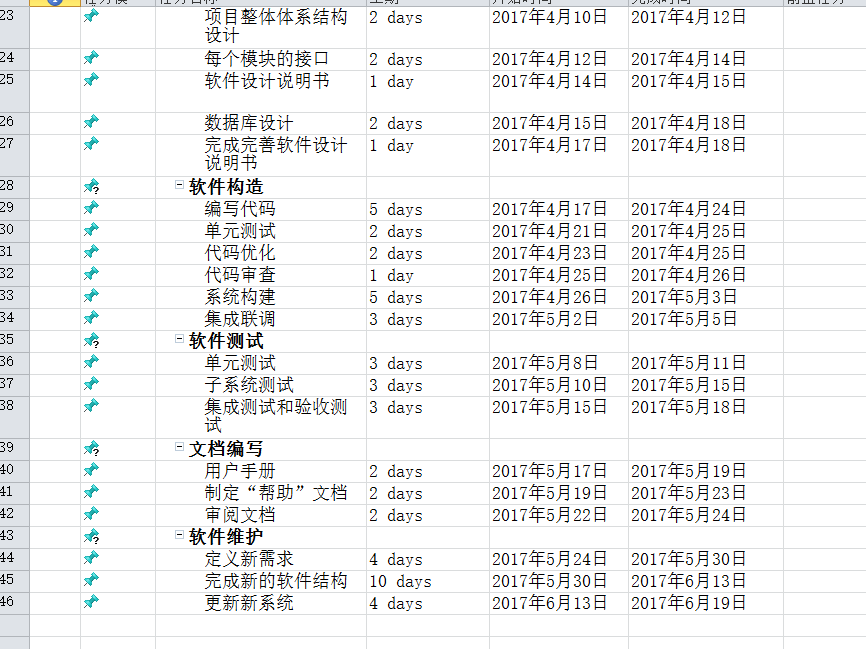 23 项目整体体系结构 2 days 2017年4月10日 2017年4月12日
设计
24 每个模块的接口 2 days 2017年4月12日 2017年4月14日
25 软件设计说明书 1 day 2017年4月14日 2017年4月15日
26 数据库设计 2 days 2017年4月15日 2017年4月18日
27 完成完善软件设计 1 day 2017年4月17日 2017年4月18日
说明书
28 软件构造
29 编写代码 5 days 2017年4月17日 2017年4月24日
30 单元测试 2 days 2017年4月21日 2017年4月25日
31 代码优化 2 days 2017年4月23日 2017年4月25日
32 代码审查 1 day 2017年4月25日 2017年4月26日
33 系统构建 5 days 2017年4月26日 2017年5月3日
34 集成联调 3 days 2017年5月2日 2017年5月5日
35 软件测试
36 单元测试 3 days 2017年5月8日 2017年5月11日
37 子系统测试 3 days 2017年5月10日 2017年5月15日
38 集成测试和验收测 3 days 2017年5月15日 2017年5月18日
试
39 文档编写
40 用户手册 2 days 2017年5月17日 2017年5月19日
41 制定“帮助”文档 2 days 2017年5月19日 2017年5月23日
42 审阅文档 2 days 2017年5月22日 2017年5月24日
43 软件维护
44 定义新需求 4 days 2017年5月24日 2017年5月30日
45 完成新的软件结构 10 days 2017年5月30日 2017年6月13日
46 更新新系统 4 days 2017年6月13日 2017年6月19日